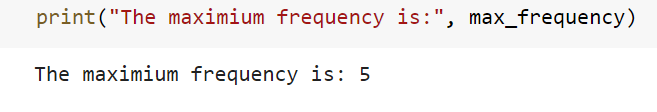 print("The maximium frequency is:", max_frequency)
The maximium frequency is: 5